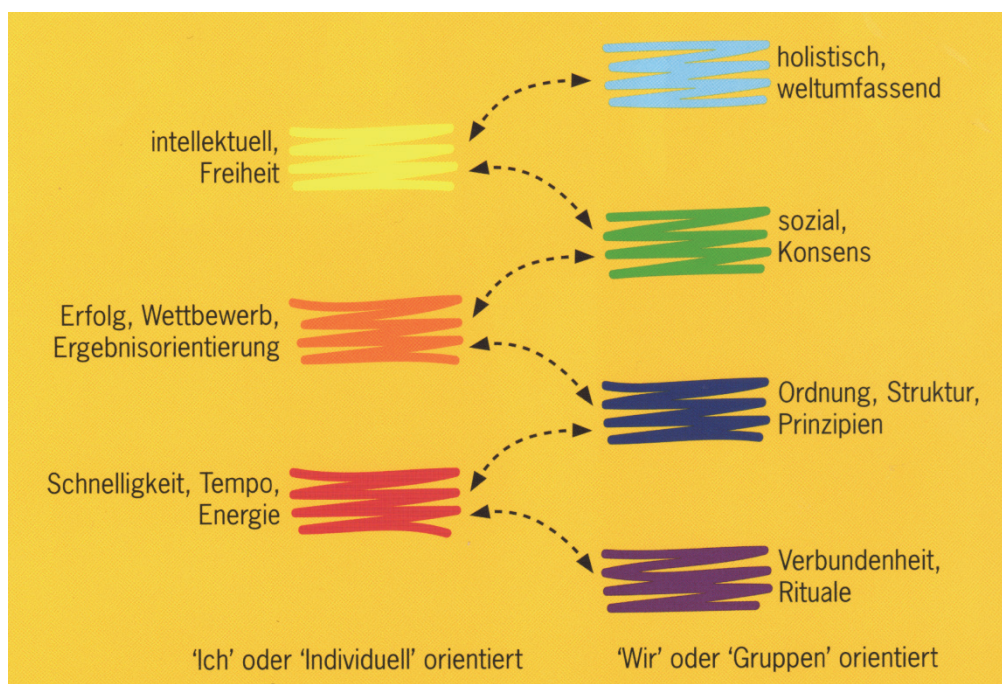 holistisch,
weltumfassend
intellektuell,
Freiheit
sozial,
Konsens
Erfolg, Wettbewerb,
Ergebnisorientierung
Ordnung, Struktur,
Prinzipien
Schnelligkeit, Tempo,
Energie
Verbundenheit,
Rituale
‘Ich’ oder ‘Individuell’ orientiert
‘Wir’ oder ‘Gruppen’ orientiert